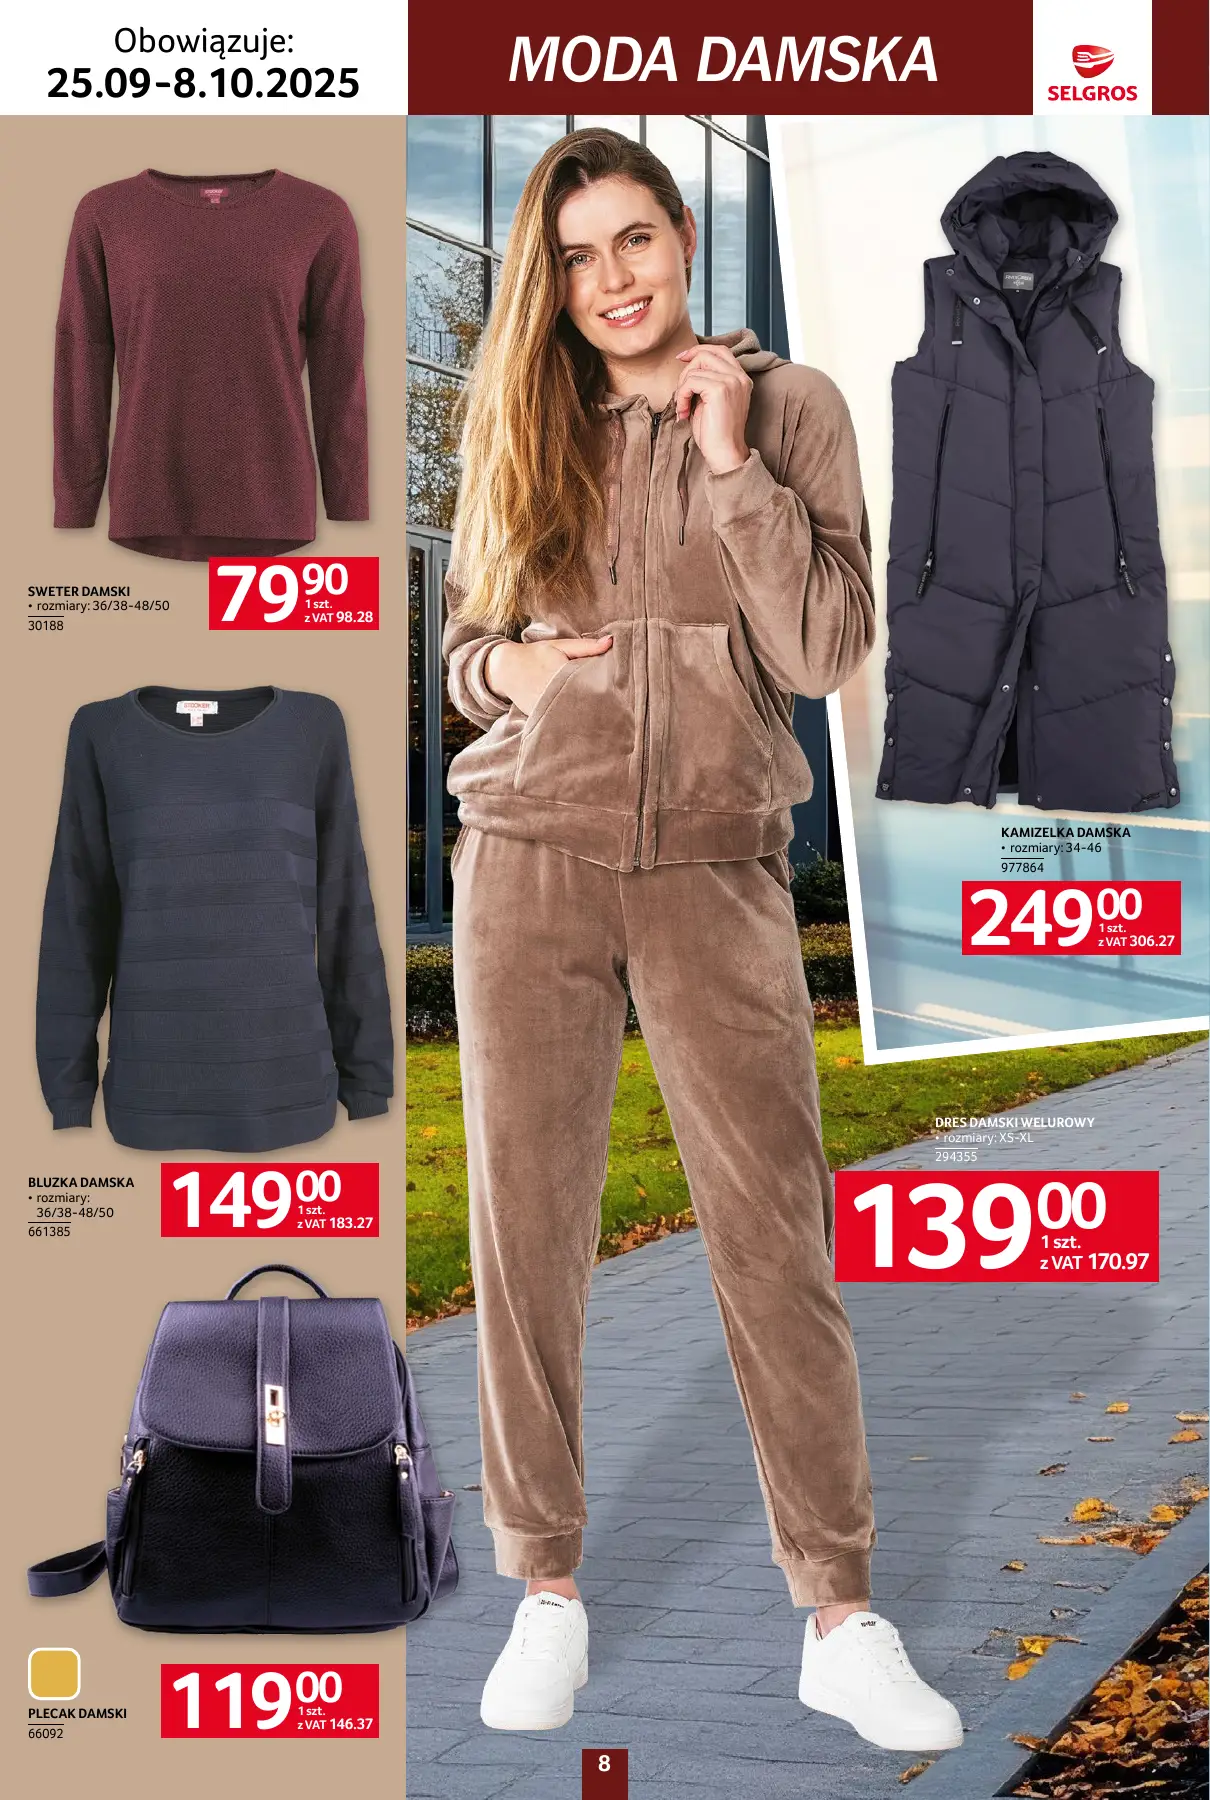 Obowiązuje:
25.09-8.10.2025
MODA DAMSKA
SELGROS
SWETER DAMSKI
• rozmiary: 36/38-48/50
30188
79 90
1 szt.
z VAT 98.28
BLUZKA DAMSKA
• rozmiary:
36/38-48/50
661385
149 00
1 szt.
z VAT 183.27
PLECAK DAMSKI
66092
119 00
1 szt.
z VAT 146.37
KAMIZELKA DAMSKA
• rozmiary: 34-46
977864
249 00
1 szt.
z VAT 306.27
DRES DAMSKI WELUROWY
• rozmiary: XS-XL
294355
139 00
1 szt.
z VAT 170.97
8